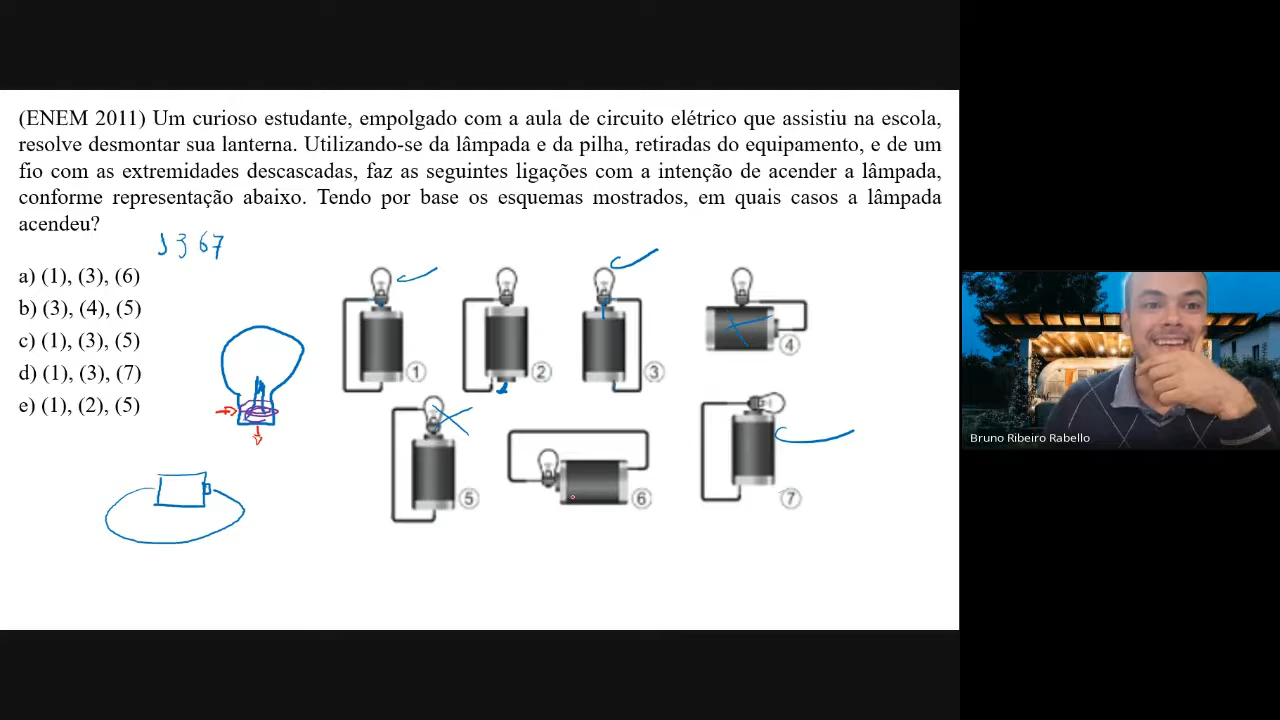 (ENEM 2011) Um curioso estudante, empolgado com a aula de circuito elétrico que assistiu na escola,
resolve desmontar sua lanterna. Utilizando-se da lâmpada e da pilha, retiradas do equipamento, e de um
fio com as extremidades descascadas, faz as seguintes ligações com a intenção de acender a lâmpada,
conforme representação abaixo. Tendo por base os esquemas mostrados, em quais casos a lâmpada
acendeu?
1 3 6 7
a) (1), (3), (6)
b) (3), (4), (5)
c) (1), (3), (5)
d) (1), (3), (7)
e) (1), (2), (5)
1
2
3
4
5
6
7
Bruno Ribeiro Rabello